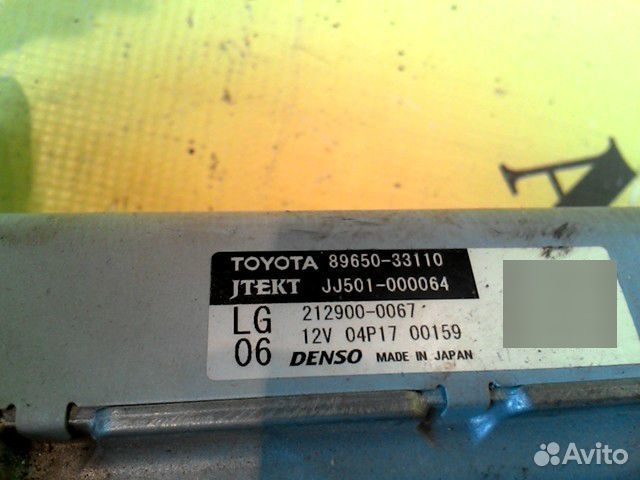 TOYOTA 89650-33110
JTEKT JJ501-000064
LG 212900-0067
12V 04P17 00159
06 DENSO MADE IN JAPAN
Avito